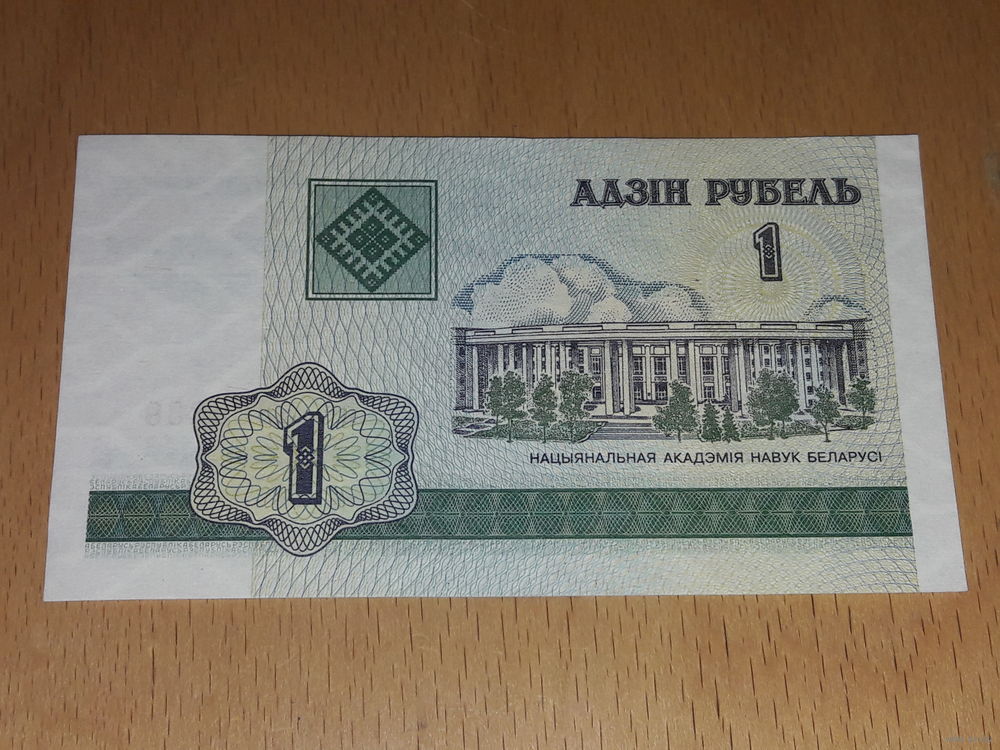 АДЗІН РУБЕЛЬ
1
НАЦЫЯНАЛЬНАЯ АКАДЭМІЯ НАВУК БЕЛАРУСІ
1